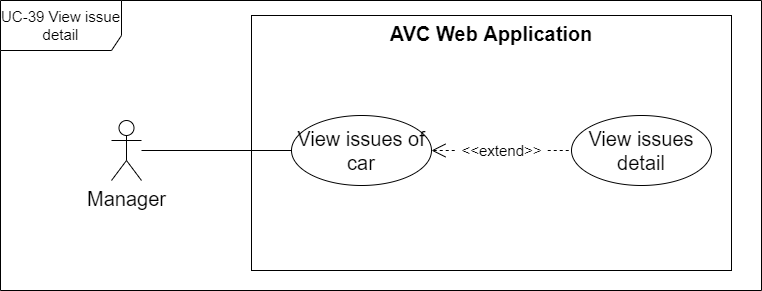 UC-39 View issue
detail
AVC Web Application
View issues of
car
<<extend>>
View issues
detail
Manager